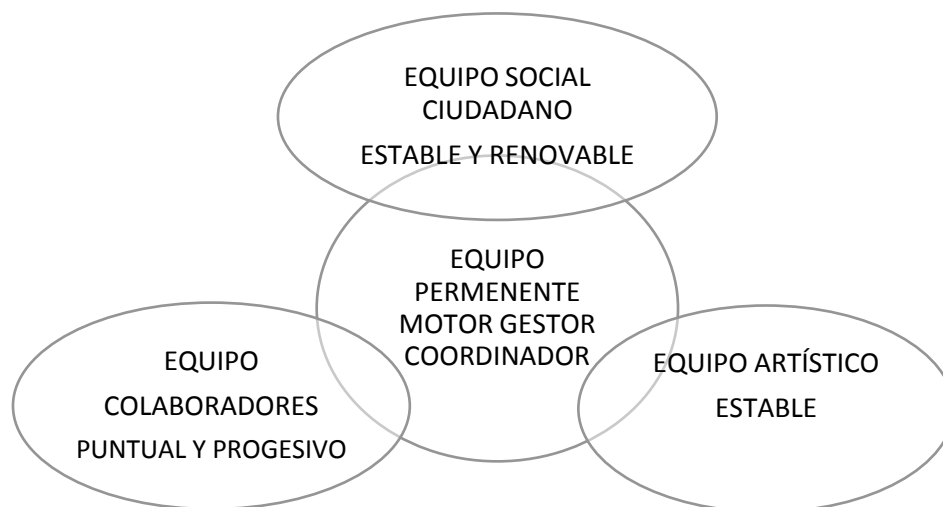 EQUIPO SOCIAL
CIUDADANO
ESTABLE Y RENOVABLE
EQUIPO
PERMENENTE
MOTOR GESTOR
COORDINADOR
EQUIPO
COLABORADORES
PUNTUAL Y PROGESIVO
EQUIPO ARTÍSTICO
ESTABLE